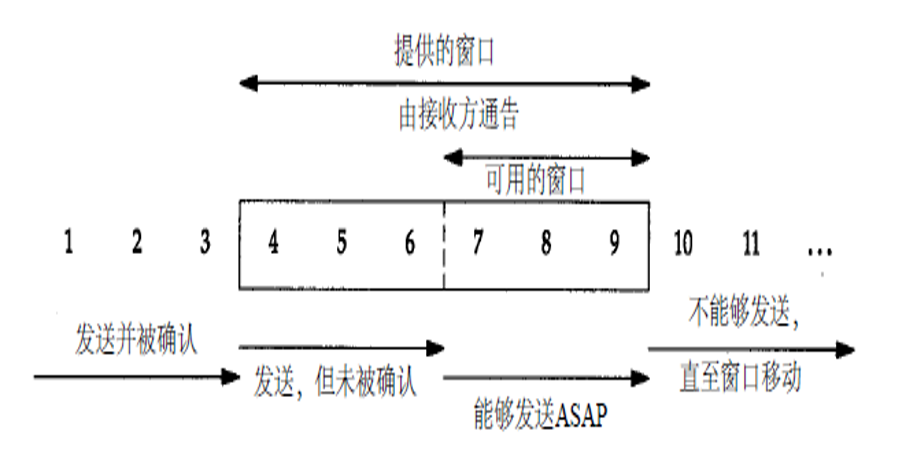 提供的窗口
由接收方通告
可用的窗口
1 2 3 4 5 6 7 8 9 10 11 ...
发送并被确认
发送，但未被确认
能够发送ASAP
不能够发送，
直至窗口移动